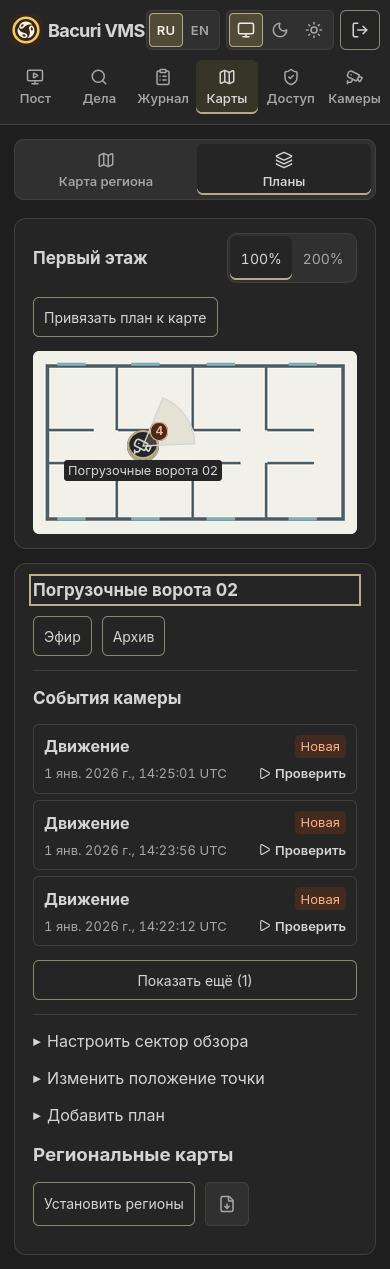 Bacuri VMS RU EN
Пост Дела Журнал Карты Доступ Камеры
Карта региона Планы
Первый этаж 100% 200%
Привязать план к карте
4
Погрузочные ворота 02
Погрузочные ворота 02
Эфир Архив
События камеры
Движение Новая
1 янв. 2026 г., 14:25:01 UTC Проверить
Движение Новая
1 янв. 2026 г., 14:23:56 UTC Проверить
Движение Новая
1 янв. 2026 г., 14:22:12 UTC Проверить
Показать ещё (1)
▸ Настроить сектор обзора
▸ Изменить положение точки
▸ Добавить план
Региональные карты
Установить регионы